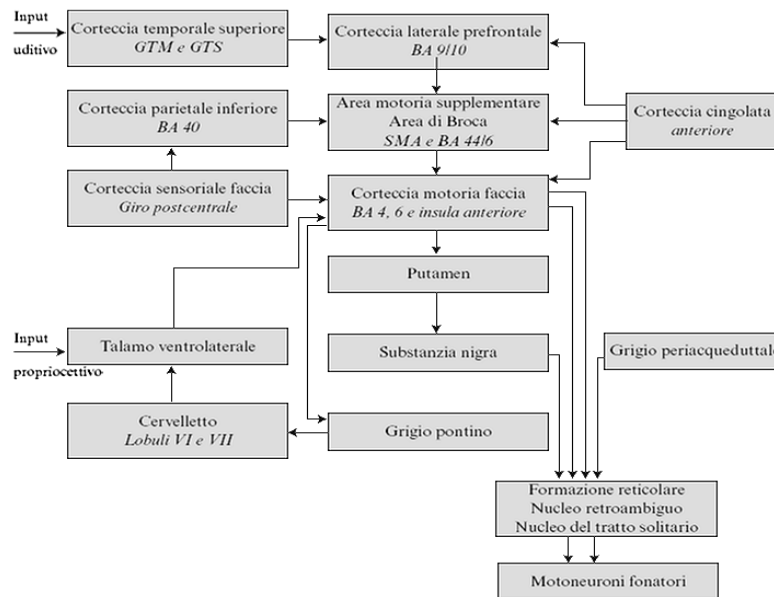 Input
uditivo
Corteccia temporale superiore
GTM e GTS
Corteccia laterale prefrontale
BA 9/10
Corteccia parietale inferiore
BA 40
Area motoria supplementare
Area di Broca
SMA e BA 44/6
Corteccia cingolata
anteriore
Corteccia sensoriale faccia
Giro postcentrale
Corteccia motoria faccia
BA 4, 6 e insula anteriore
Putamen
Input
propriocettivo
Talamo ventrolaterale
Substanzia nigra
Grigio periacqueduttale
Cervelletto
Lobuli VI e VII
Grigio pontino
Formazione reticolare
Nucleo retroambiguo
Nucleo del tratto solitario
Motoneuroni fonatori